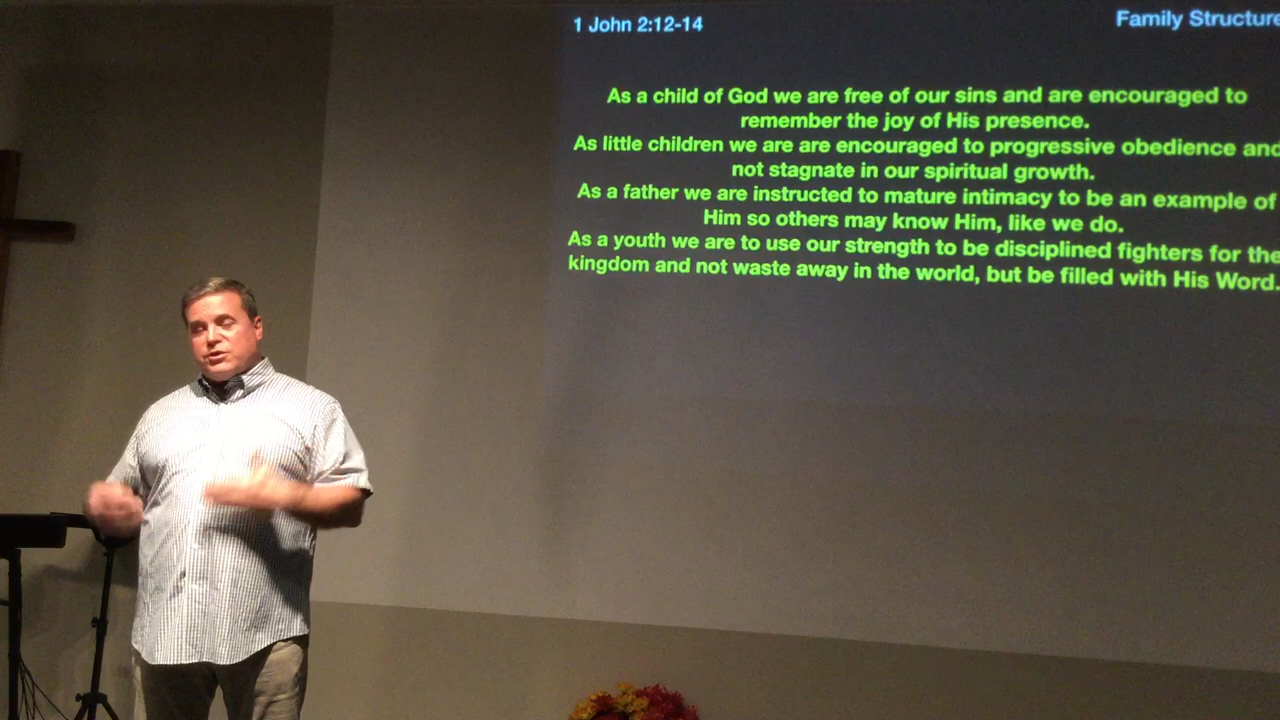 1 John 2:12-14
Family Structure
As a child of God we are free of our sins and are encouraged to
remember the joy of His presence.
As little children we are are encouraged to progressive obedience and
not stagnate in our spiritual growth.
As a father we are instructed to mature intimacy to be an example of
Him so others may know Him, like we do.
As a youth we are to use our strength to be disciplined fighters for the
kingdom and not waste away in the world, but be filled with His Word.